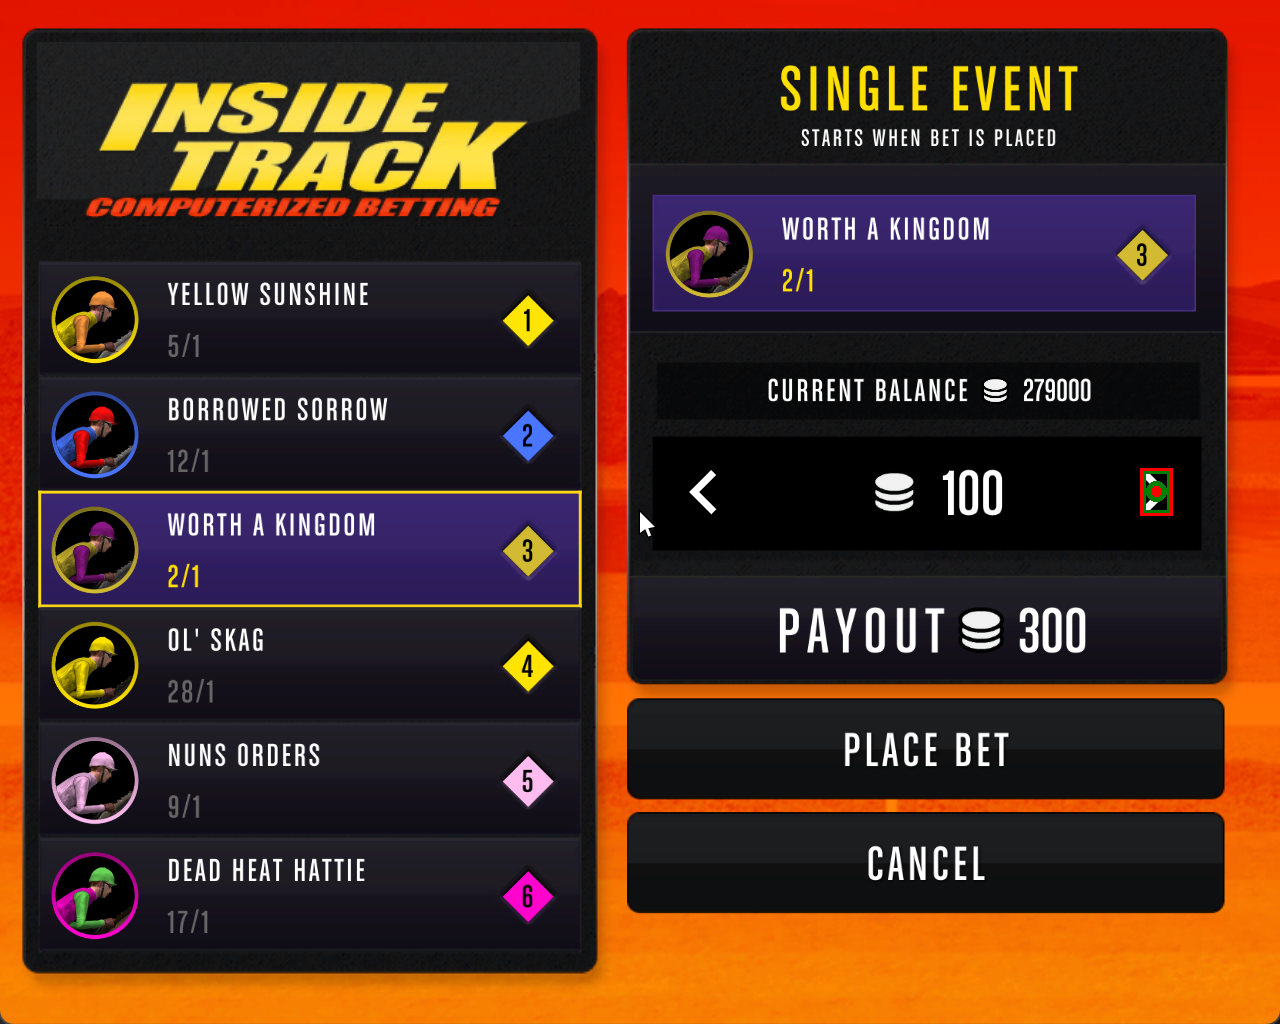 INSIDE
TRACK
COMPUTERIZED BETTING
YELLOW SUNSHINE
5/1
1
BORROWED SORROW
12/1
2
WORTH A KINGDOM
2/1
3
OL' SKAG
28/1
4
NUNS ORDERS
9/1
5
DEAD HEAT HATTIE
17/1
6
SINGLE EVENT
STARTS WHEN BET IS PLACED
WORTH A KINGDOM
2/1
3
CURRENT BALANCE 279000
100
PAYOUT 300
PLACE BET
CANCEL